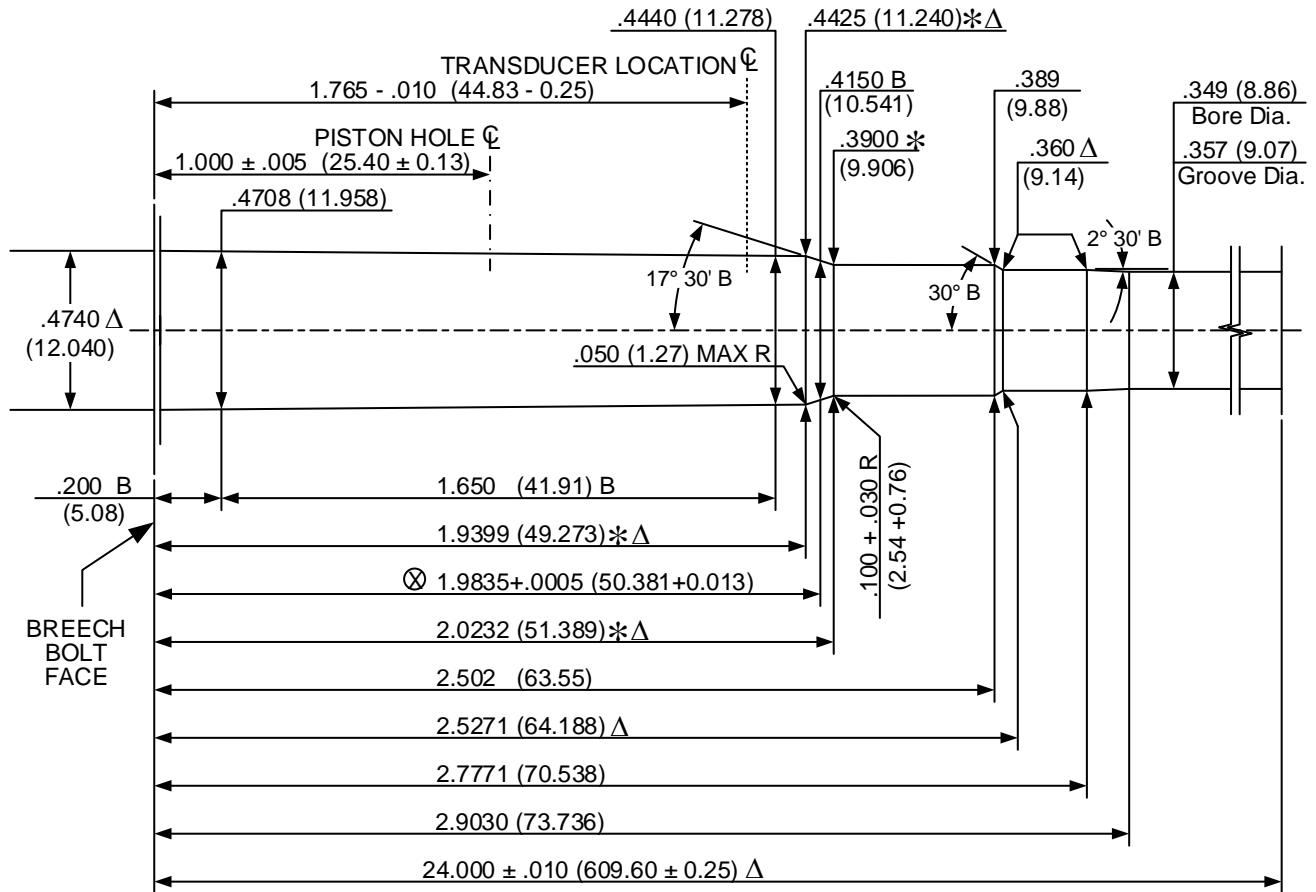 .4440 (11.278)
.4425 (11.240)✻Δ
TRANSDUCER LOCATION ℄
1.765 - .010 (44.83 - 0.25)
.4150 B
(10.541)
.389
(9.88)
.349 (8.86)
Bore Dia.
PISTON HOLE ℄
1.000 ± .005 (25.40 ± 0.13)
.3900 ✻
(9.906)
.360 Δ
(9.14)
.357 (9.07)
Groove Dia.
.4708 (11.958)
2° 30' B
17° 30' B
30° B
.4740 Δ
(12.040)
.050 (1.27) MAX R
.200 B
(5.08)
1.650 (41.91) B
.100 + .030 R
(2.54 +0.76)
1.9399 (49.273)✻Δ
⊗ 1.9835+.0005 (50.381+0.013)
BREECH
BOLT
FACE
2.0232 (51.389)✻Δ
2.502 (63.55)
2.5271 (64.188) Δ
2.7771 (70.538)
2.9030 (73.736)
24.000 ± .010 (609.60 ± 0.25) Δ